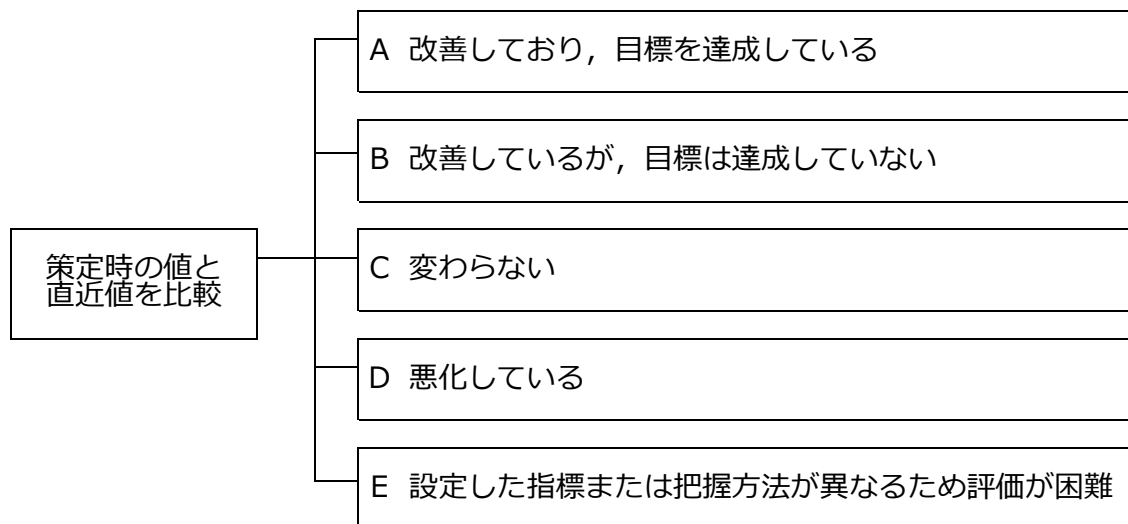 A 改善しており，目標を達成している
B 改善しているが，目標は達成していない
策定時の値と
直近値を比較
C 変わらない
D 悪化している
E 設定した指標または把握方法が異なるため評価が困難